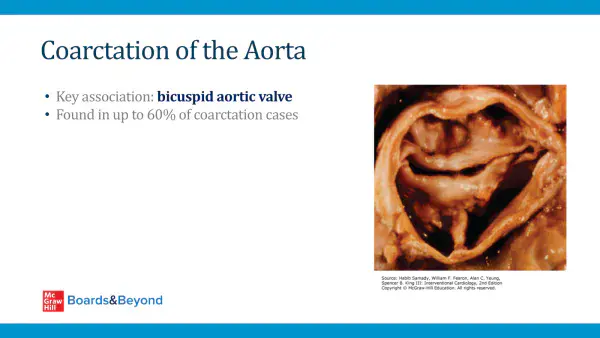 Coarctation of the Aorta
• Key association: bicuspid aortic valve
• Found in up to 60% of coarctation cases
Source: Habib Samady, William F. Fearon, Alan C. Yeung,
Spencer B. King III: Interventional Cardiology, 2nd Edition
Copyright © McGraw-Hill Education. All rights reserved.
Mc
Graw
Hill
Boards&Beyond